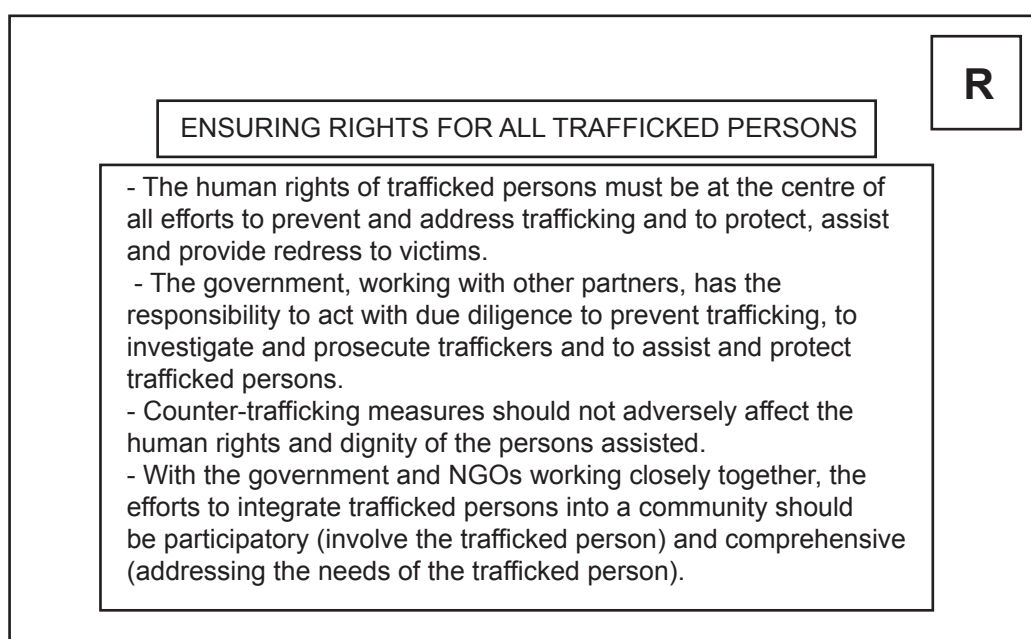 R
ENSURING RIGHTS FOR ALL TRAFFICKED PERSONS
- The human rights of trafficked persons must be at the centre of
all efforts to prevent and address trafficking and to protect, assist
and provide redress to victims.
- The government, working with other partners, has the
responsibility to act with due diligence to prevent trafficking, to
investigate and prosecute traffickers and to assist and protect
trafficked persons.
- Counter-trafficking measures should not adversely affect the
human rights and dignity of the persons assisted.
- With the government and NGOs working closely together, the
efforts to integrate trafficked persons into a community should
be participatory (involve the trafficked person) and comprehensive
(addressing the needs of the trafficked person).